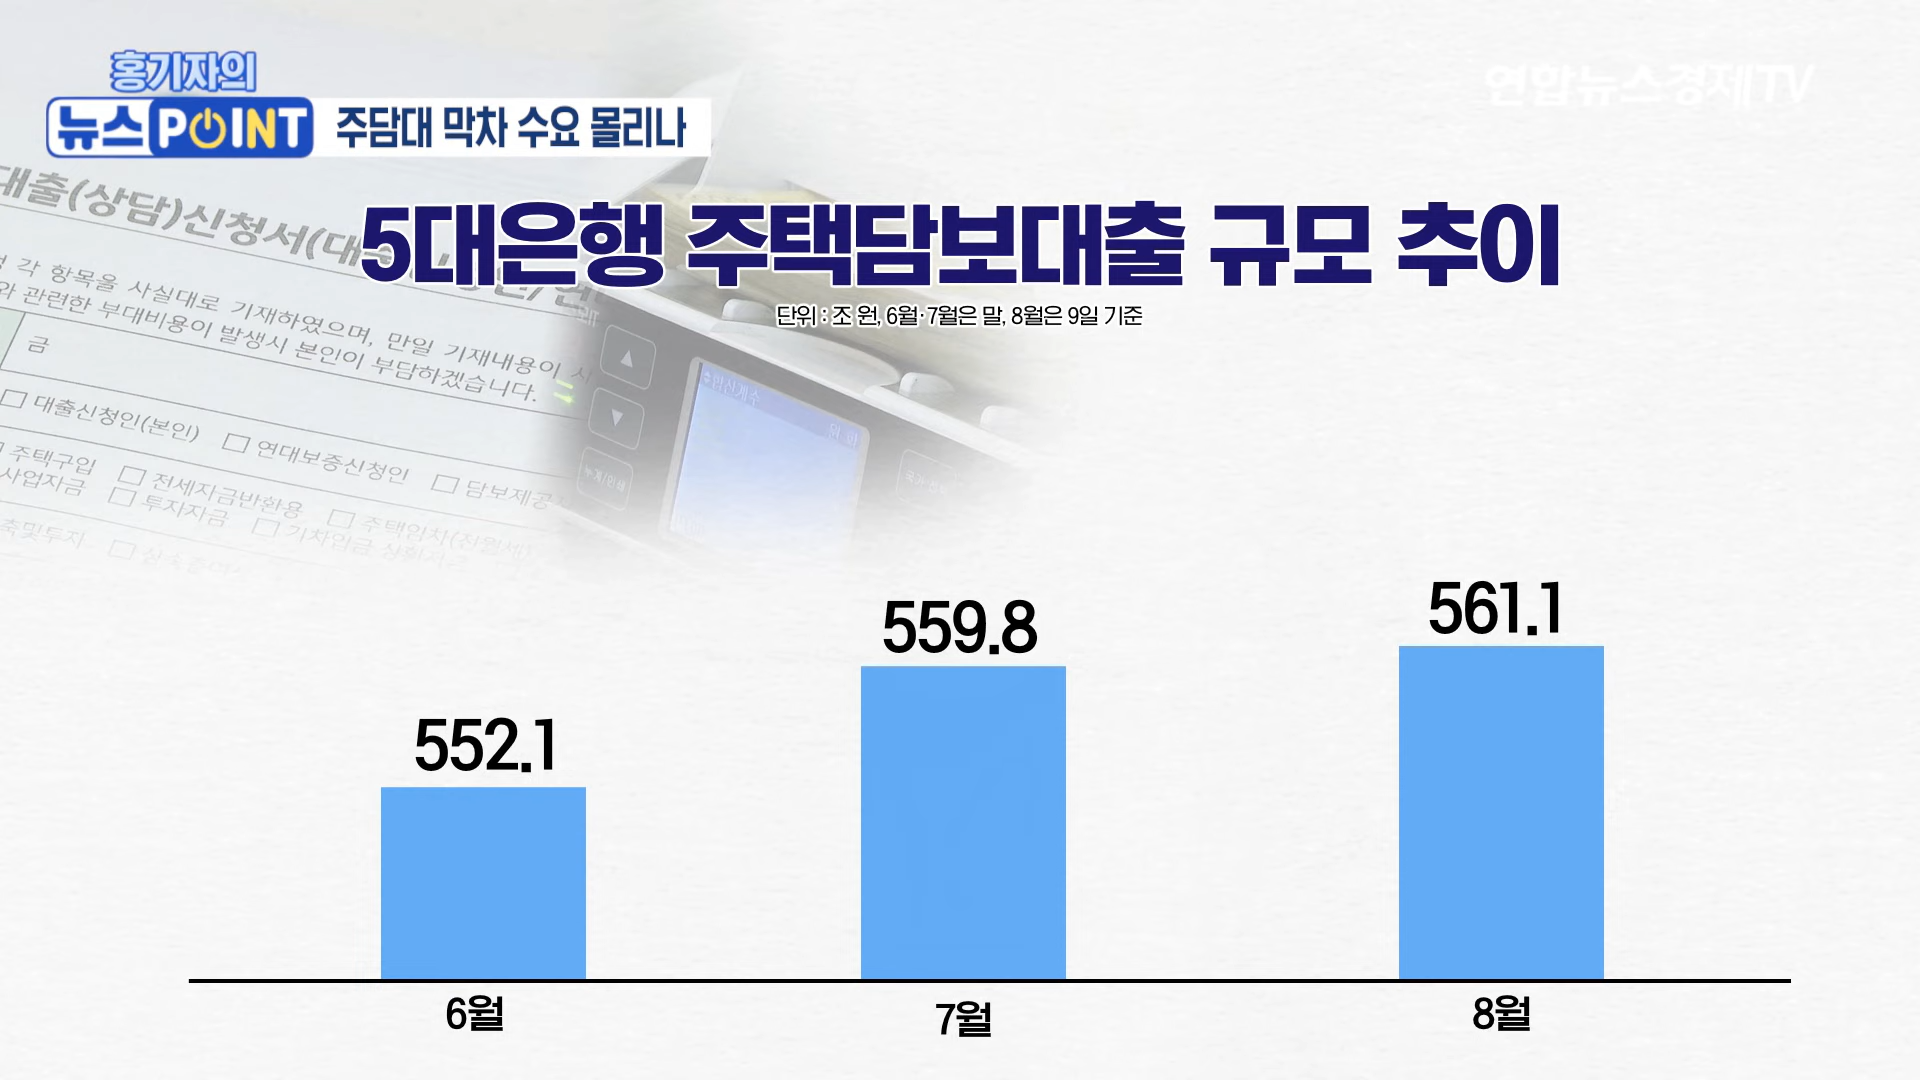 홍기자의
뉴스 POINT 주담대 막차 수요 몰리나
연합뉴스경제TV
5대은행 주택담보대출 규모 추이
단위 : 조 원, 6월·7월은 말, 8월은 9일 기준
대출(상담)신청서(대
각 항목을 사실대로 기재하였으며, 만일 기재내용이
와 관련한 부대비용이 발생시 본인이 부담하겠습니다.
금
□ 대출신청인(본인) □ 연대보증신청인 □ 담보제공
주택구입 □ 전세자금반환용 □ 주택임차(전월세)
사업자금 □ 투자자금 □ 기차입금 상환
축및투자
552.1
559.8
561.1
6월
7월
8월